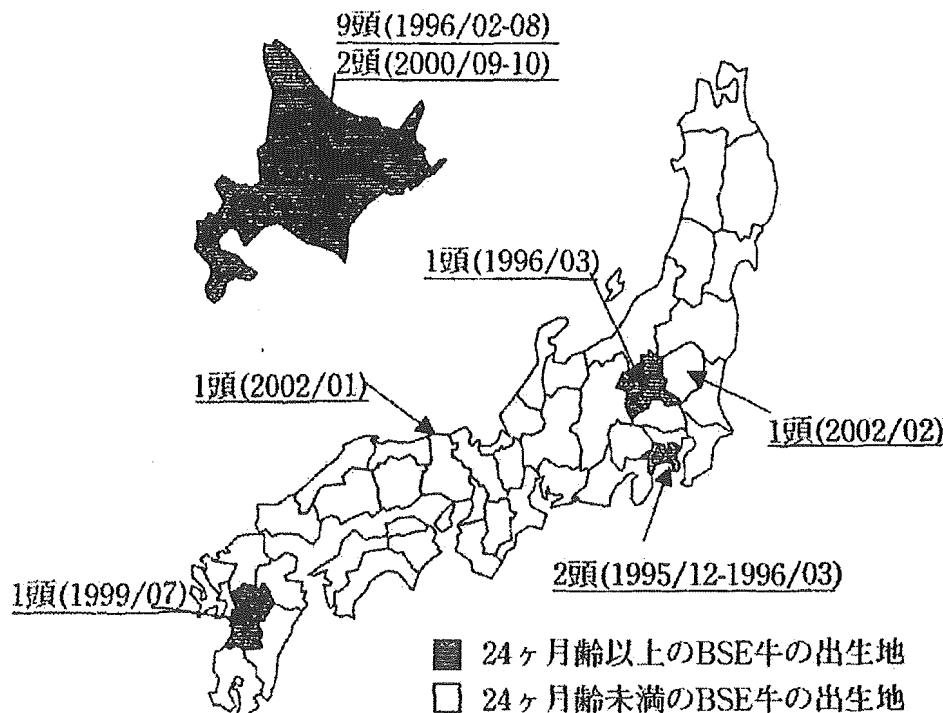 9頭(1996/02-08)
2頭(2000/09-10)
1頭(1996/03)
1頭(2002/01)
1頭(2002/02)
2頭(1995/12-1996/03)
1頭(1999/07)
24ヶ月齢以上のBSE牛の出生地
24ヶ月齢未満のBSE牛の出生地